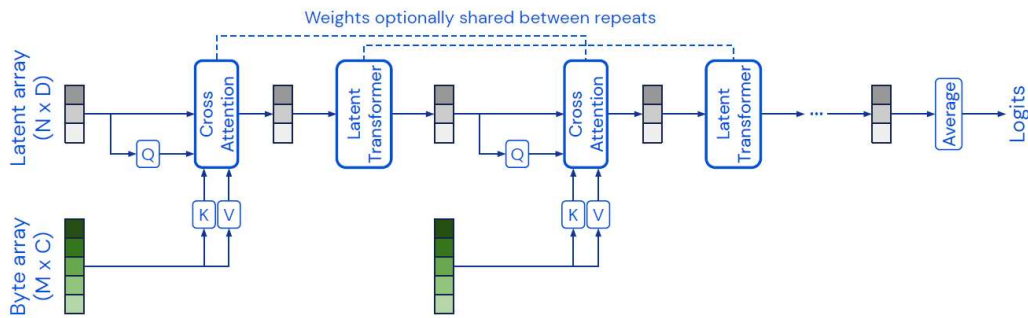 Weights optionally shared between repeats
Latent array
(N x D)
Q
Cross
Attention
Latent
Transformer
Q
Cross
Attention
Latent
Transformer
...
Average
Logits
K
V
K
V
Byte array
(M x C)